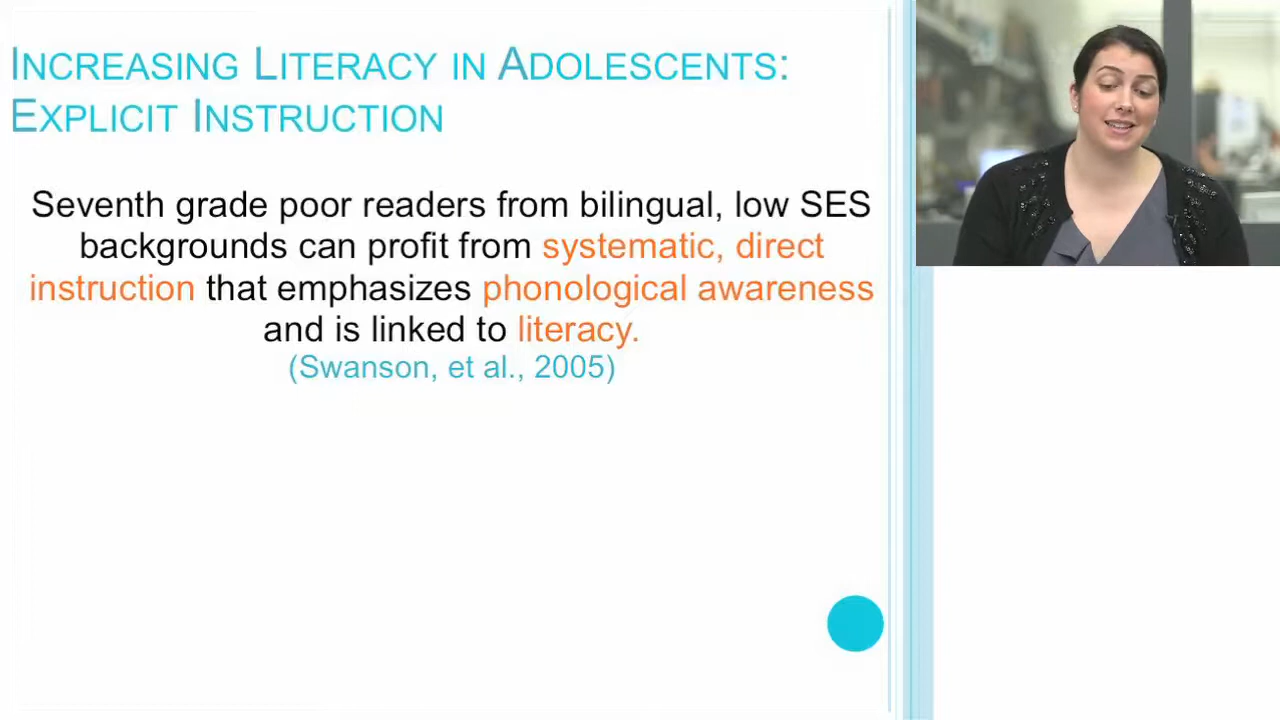 INCREASING LITERACY IN ADOLESCENTS:
EXPLICIT INSTRUCTION
Seventh grade poor readers from bilingual, low SES
backgrounds can profit from systematic, direct
instruction that emphasizes phonological awareness
and is linked to literacy.
(Swanson, et al., 2005)